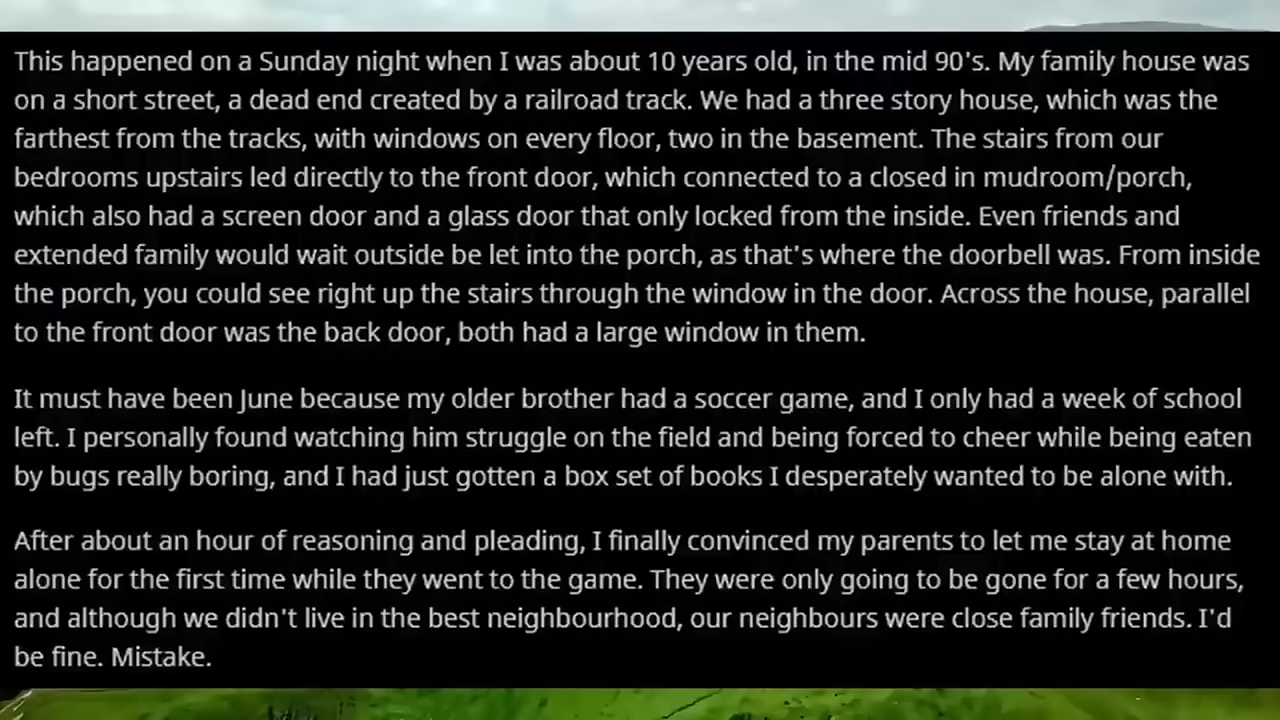 This happened on a Sunday night when I was about 10 years old, in the mid 90's. My family house was
on a short street, a dead end created by a railroad track. We had a three story house, which was the
farthest from the tracks, with windows on every floor, two in the basement. The stairs from our
bedrooms upstairs led directly to the front door, which connected to a closed in mudroom/porch,
which also had a screen door and a glass door that only locked from the inside. Even friends and
extended family would wait outside be let into the porch, as that's where the doorbell was. From inside
the porch, you could see right up the stairs through the window in the door. Across the house, parallel
to the front door was the back door, both had a large window in them.
It must have been June because my older brother had a soccer game, and I only had a week of school
left. I personally found watching him struggle on the field and being forced to cheer while being eaten
by bugs really boring, and I had just gotten a box set of books I desperately wanted to be alone with.
After about an hour of reasoning and pleading, I finally convinced my parents to let me stay at home
alone for the first time while they went to the game. They were only going to be gone for a few hours,
and although we didn't live in the best neighbourhood, our neighbours were close family friends. I'd
be fine. Mistake.